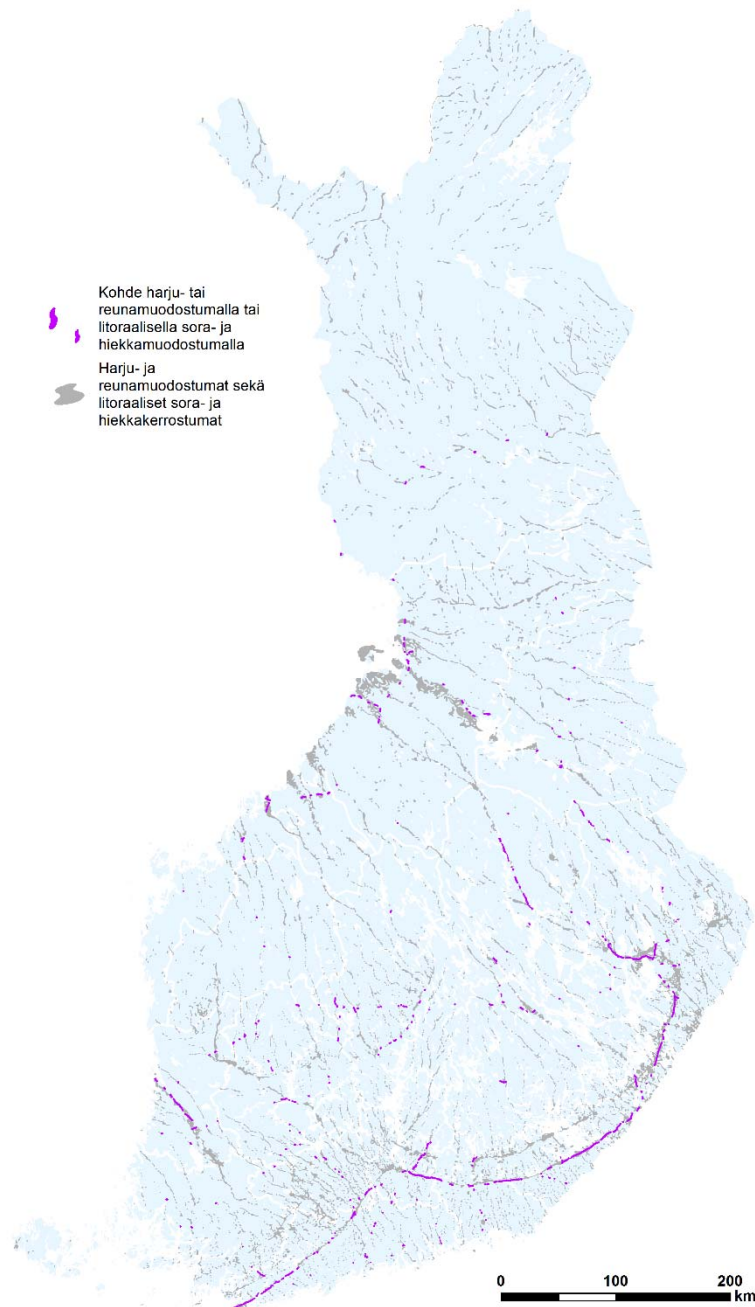 Kohde harju- tai
reunamuodostumalla tai
litoraalisella sora- ja
hiekkamuodostumalla
Harju- ja
reunamuodostumat sekä
litoraaliset sora- ja
hiekkakerrostumat
0 100 200
km